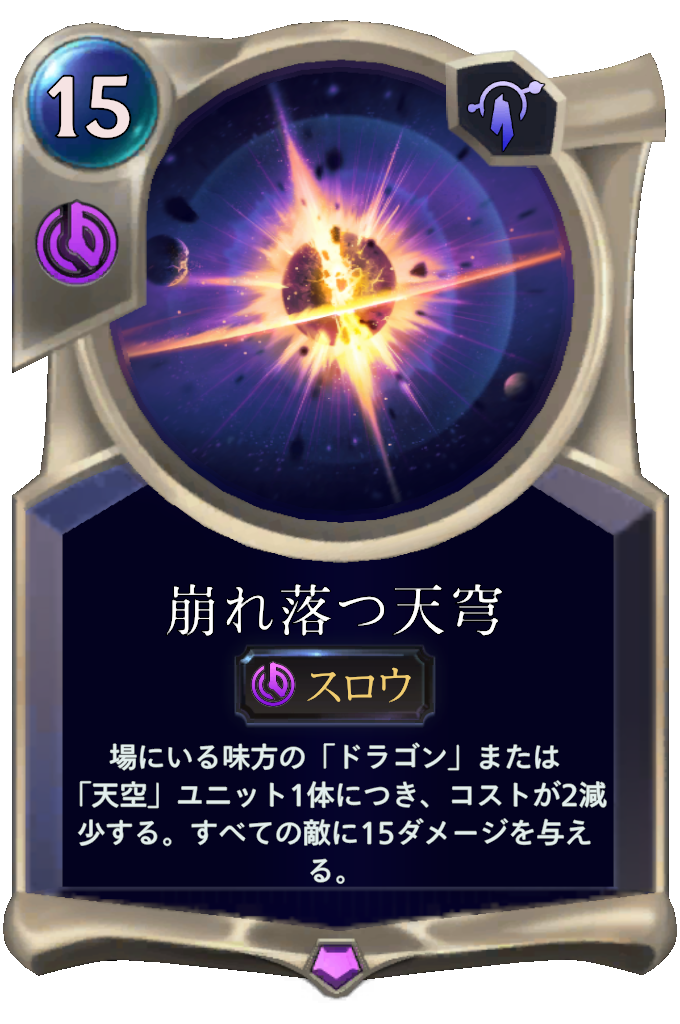 15
崩れ落つ天穹
スロウ
場にいる味方の「ドラゴン」または
「天空」ユニット1体につき、コストが2減
少する。すべての敵に15ダメージを与え
る。